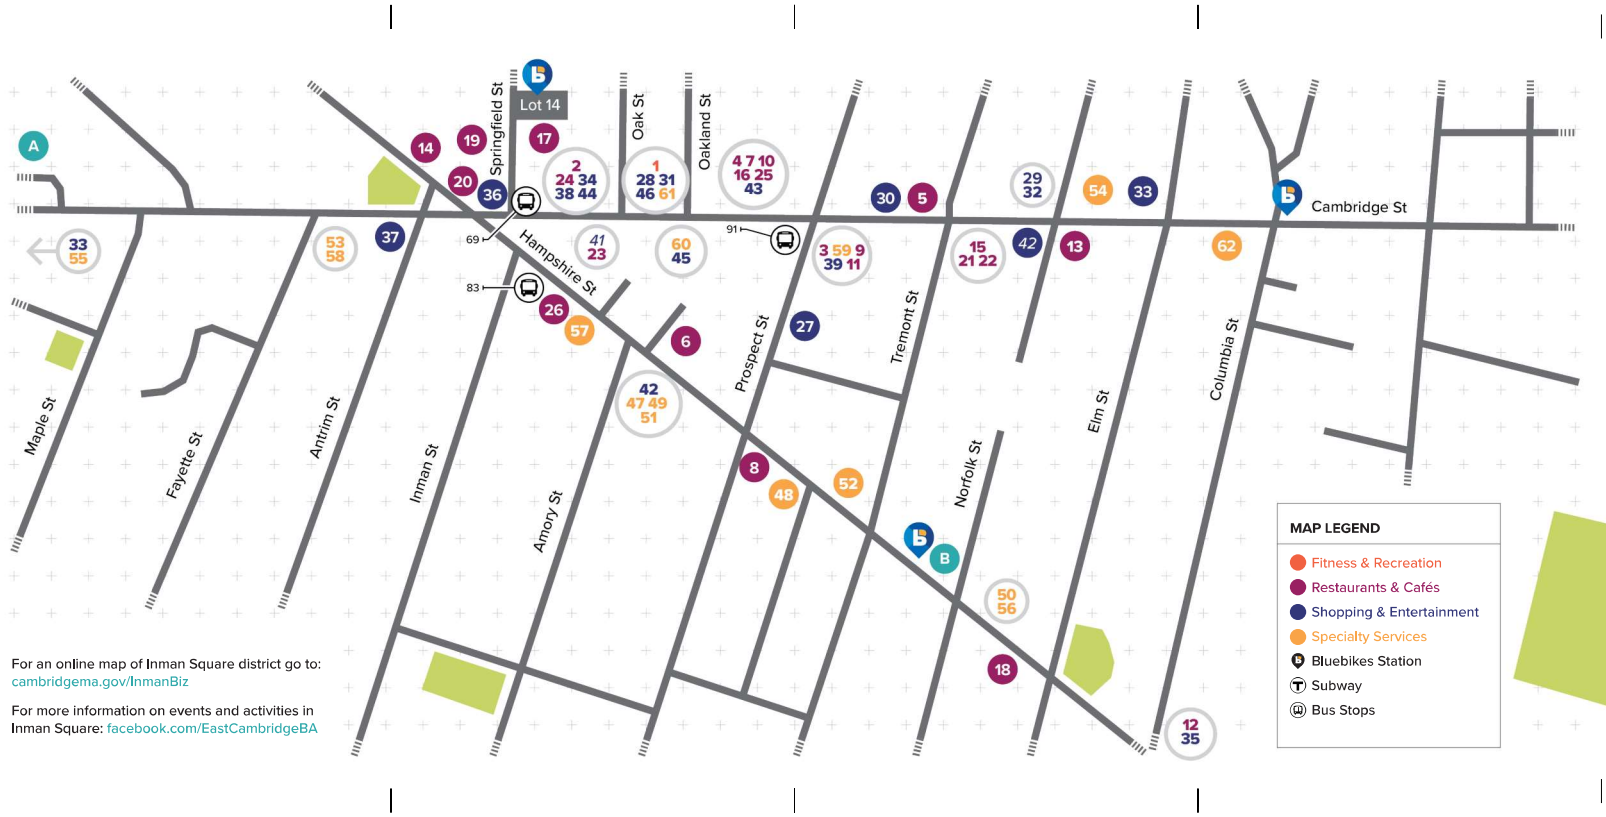 Springfield St
Lot 14
Oak St
Oakland St
A
14
19
17
20
36
2
24 34
38 44
1
28 31
46 61
4 7 10
16 25
43
30
5
29
32
54
33
Cambridge St
33
55
53
58
37
69
83
Hampshire St
41
23
60
45
91
3 59 9
39 11
15
21 22
42
13
62
26
57
6
27
Prospect St
Tremont St
Columbia St
42
47 49
51
Maple St
Fayette St
Antrim St
Inman St
Amory St
Elm St
Norfolk St
8
48
52
B
50
56
18
12
35
MAP LEGEND
Fitness & Recreation
Restaurants & Cafés
Shopping & Entertainment
Specialty Services
Bluebikes Station
T Subway
Bus Stops
For an online map of Inman Square district go to:
cambridgema.gov/InmanBiz
For more information on events and activities in
Inman Square: facebook.com/EastCambridgeBA